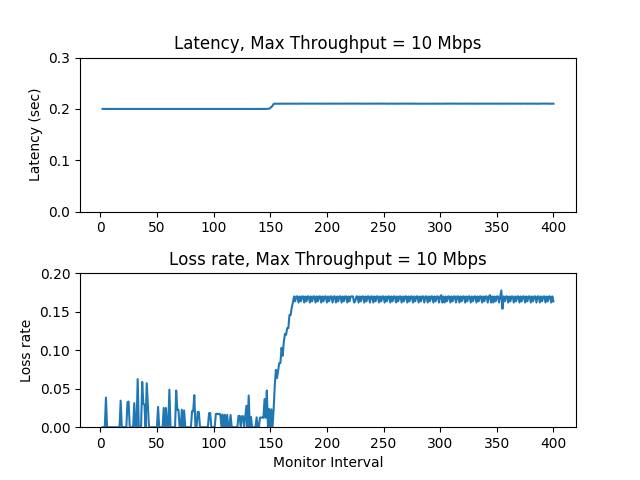 Latency, Max Throughput = 10 Mbps
0.3
0.2
0.1
0.0
Latency (sec)
0 50 100 150 200 250 300 350 400
Loss rate, Max Throughput = 10 Mbps
0.20
0.15
0.10
0.05
0.00
Loss rate
0 50 100 150 200 250 300 350 400
Monitor Interval